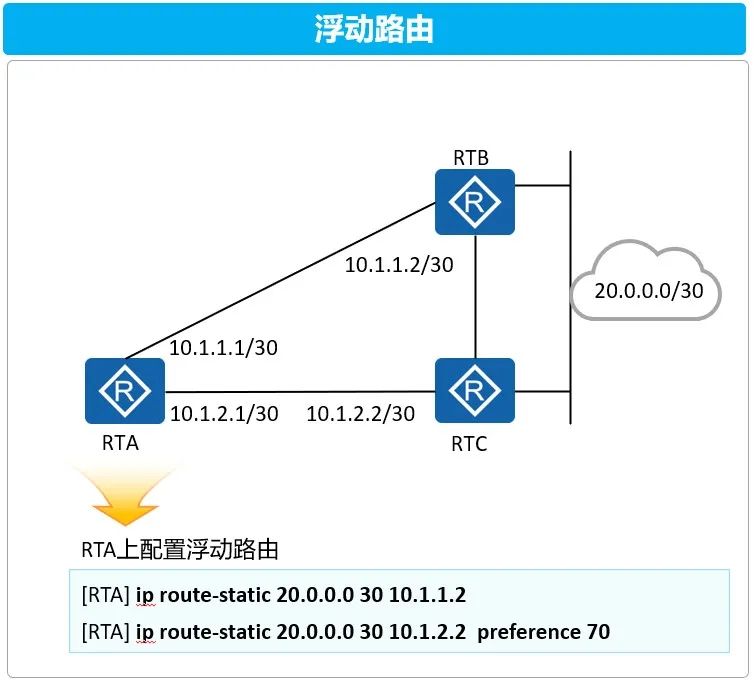 浮动路由
RTB
R
10.1.1.2/30
20.0.0.0/30
10.1.1.1/30
R
R
10.1.2.1/30
10.1.2.2/30
RTA
RTC
RTA上配置浮动路由
[RTA] ip route-static 20.0.0.0 30 10.1.1.2
[RTA] ip route-static 20.0.0.0 30 10.1.2.2 preference 70